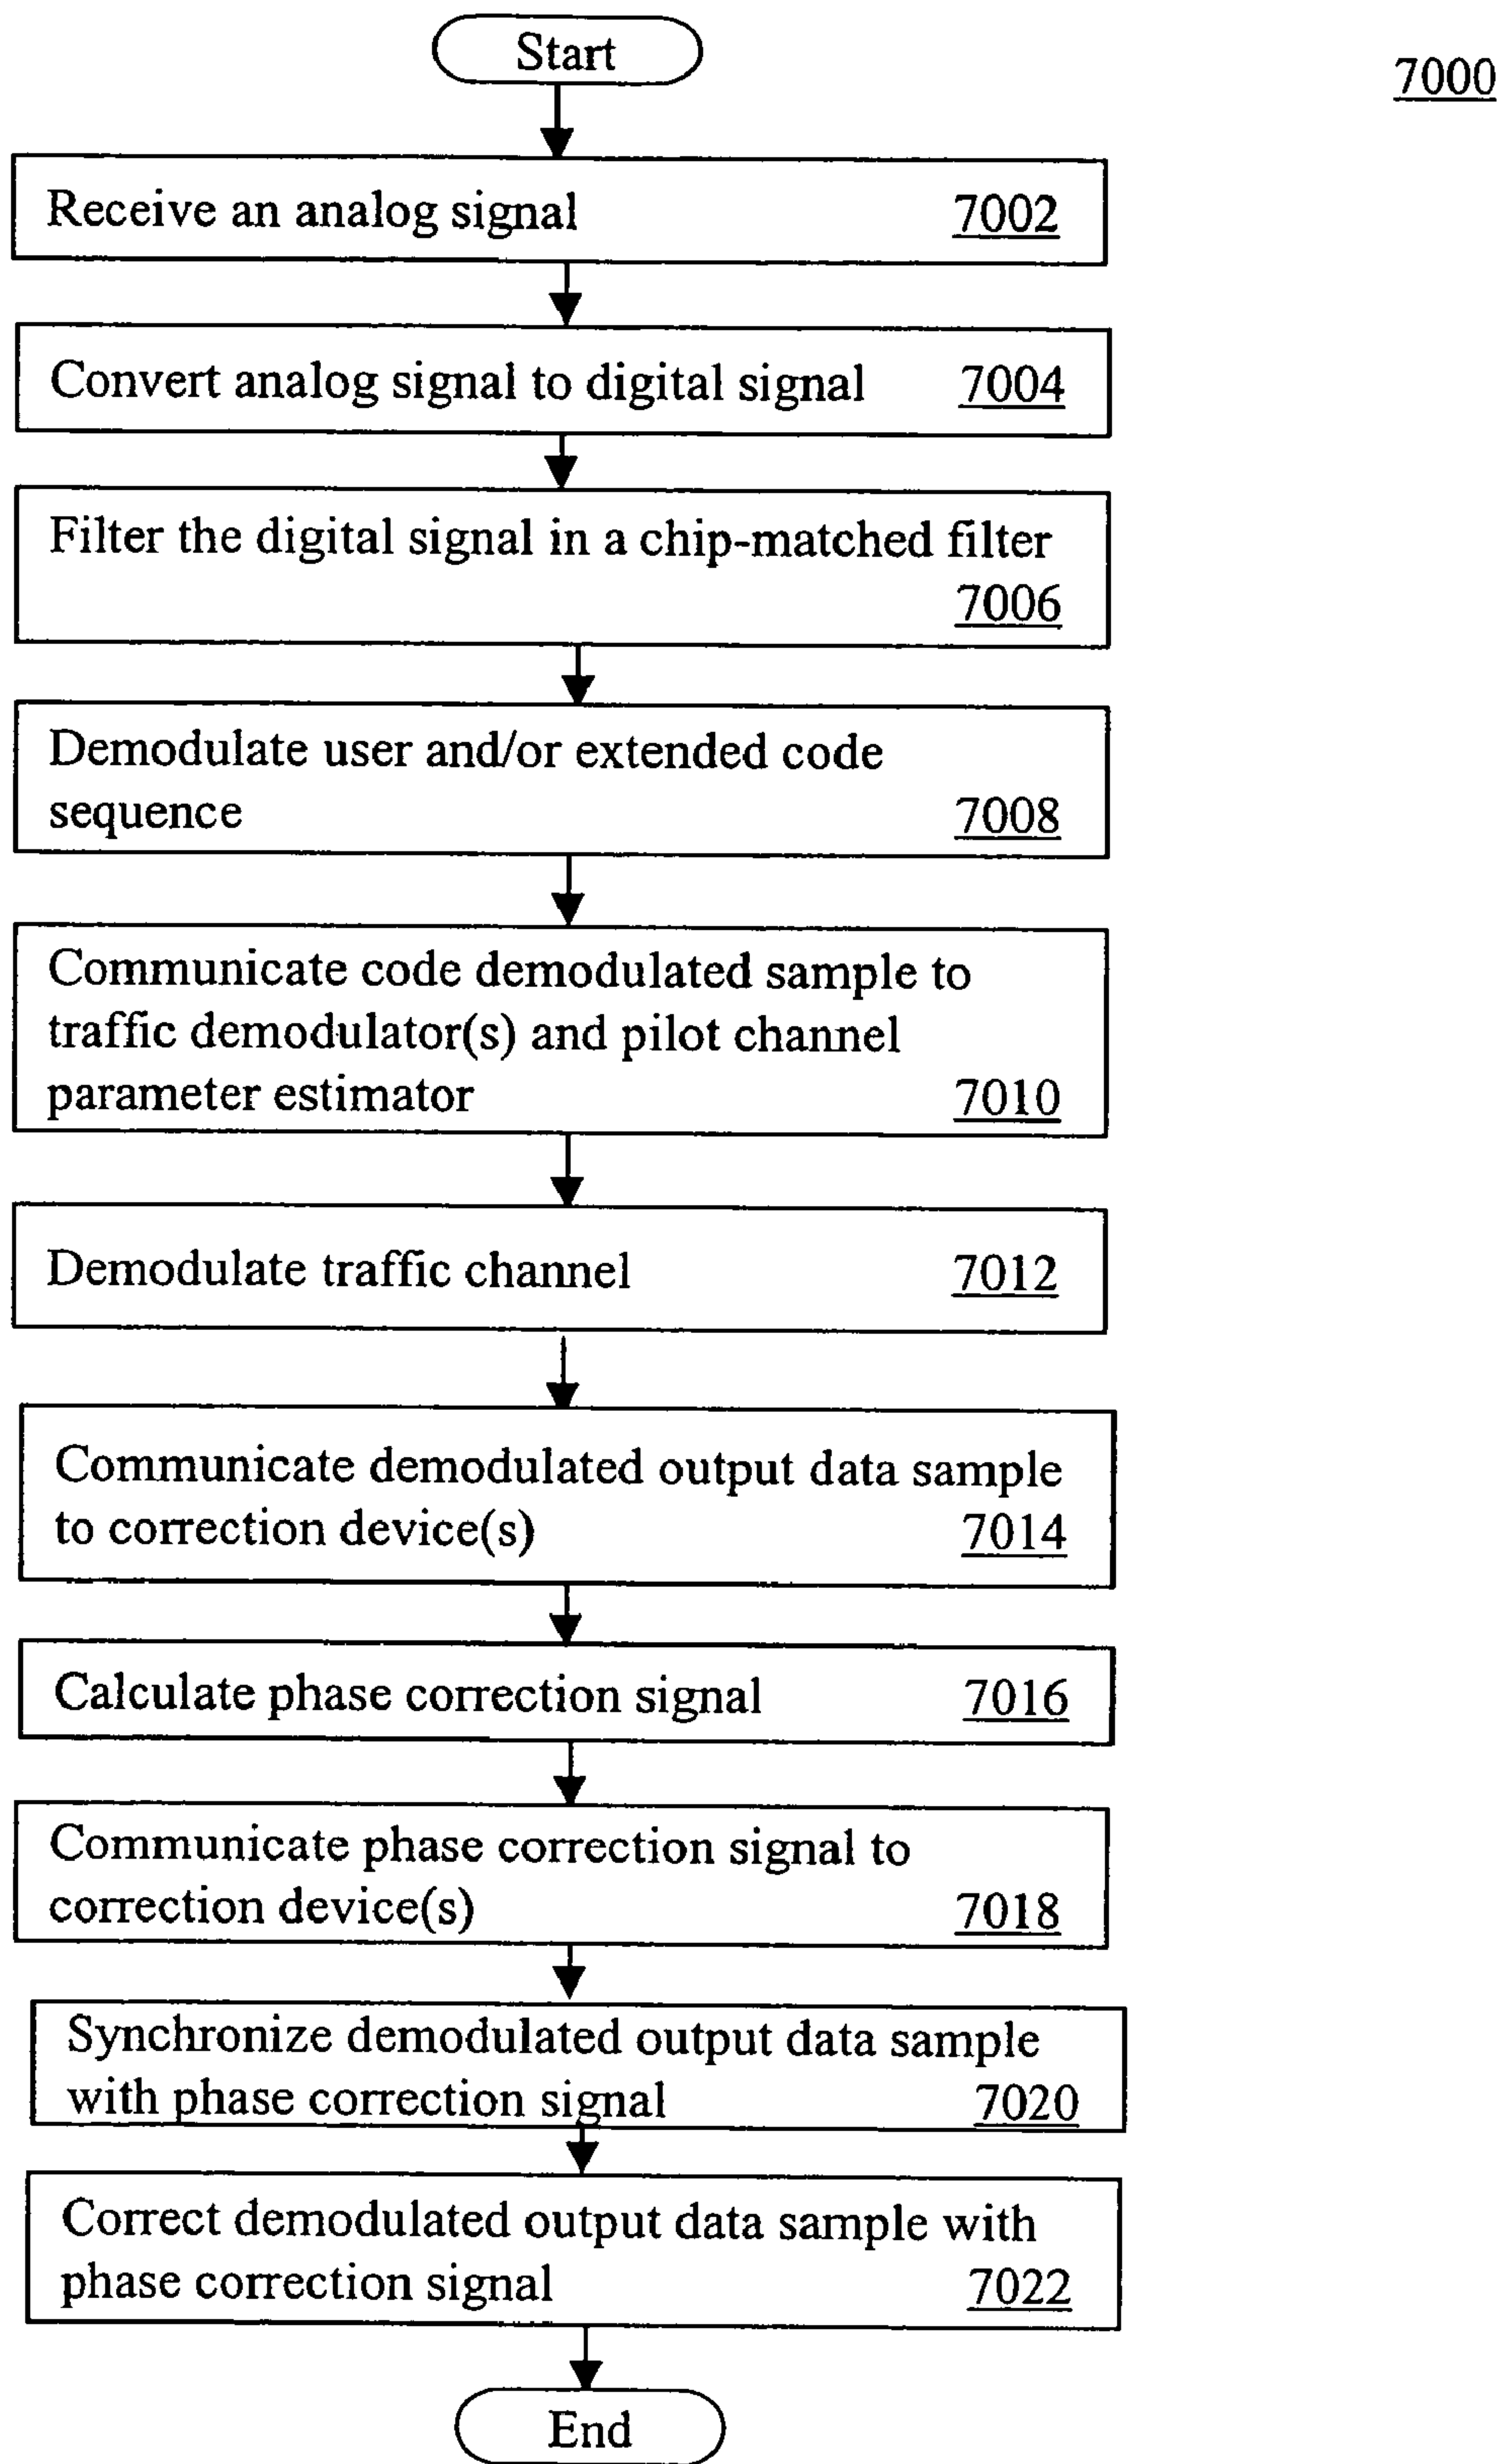 Start
7000
Receive an analog signal 7002
Convert analog signal to digital signal 7004
Filter the digital signal in a chip-matched filter
7006
Demodulate user and/or extended code
sequence 7008
Communicate code demodulated sample to
traffic demodulator(s) and pilot channel
parameter estimator 7010
Demodulate traffic channel 7012
Communicate demodulated output data sample
to correction device(s) 7014
Calculate phase correction signal 7016
Communicate phase correction signal to
correction device(s) 7018
Synchronize demodulated output data sample
with phase correction signal 7020
Correct demodulated output data sample with
phase correction signal 7022
End